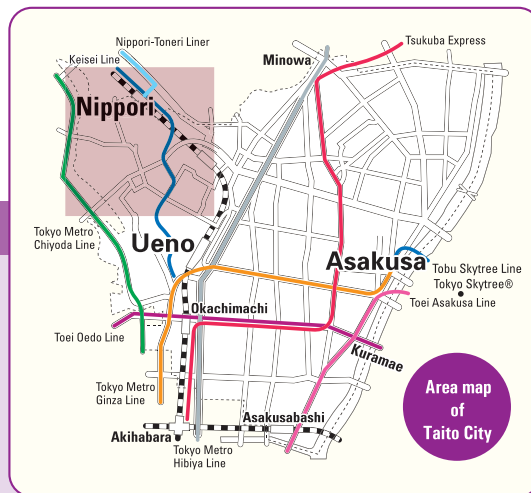 Nippori-Toneri Liner
Keisei Line
Tsukuba Express
Minowa
Nippori
Tokyo Metro
Chiyoda Line
Ueno
Asakusa
Tobu Skytree Line
Tokyo Skytree®
Toei Asakusa Line
Okachimachi
Toei Oedo Line
Kuramae
Tokyo Metro
Ginza Line
Asakusabashi
Akihabara
Tokyo Metro
Hibiya Line
Area map
of
Taito City